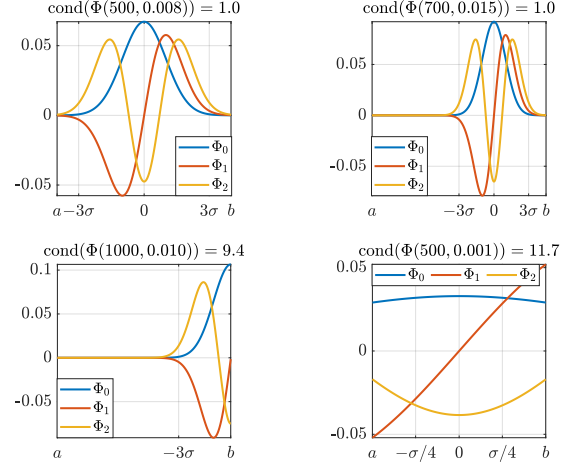 cond(Φ(500, 0.008)) = 1.0
0.05
0
-0.05
Φ₀
Φ₁
Φ₂
a −3σ 0 3σ b
cond(Φ(700, 0.015)) = 1.0
0.05
0
-0.05
Φ₀
Φ₁
Φ₂
a −3σ 0 3σ b
cond(Φ(1000, 0.010)) = 9.4
0.1
0.05
0
-0.05
Φ₀
Φ₁
Φ₂
a −3σ b
cond(Φ(500, 0.001)) = 11.7
0.05
0
-0.05
Φ₀ Φ₁ Φ₂
a −σ/4 0 σ/4 b